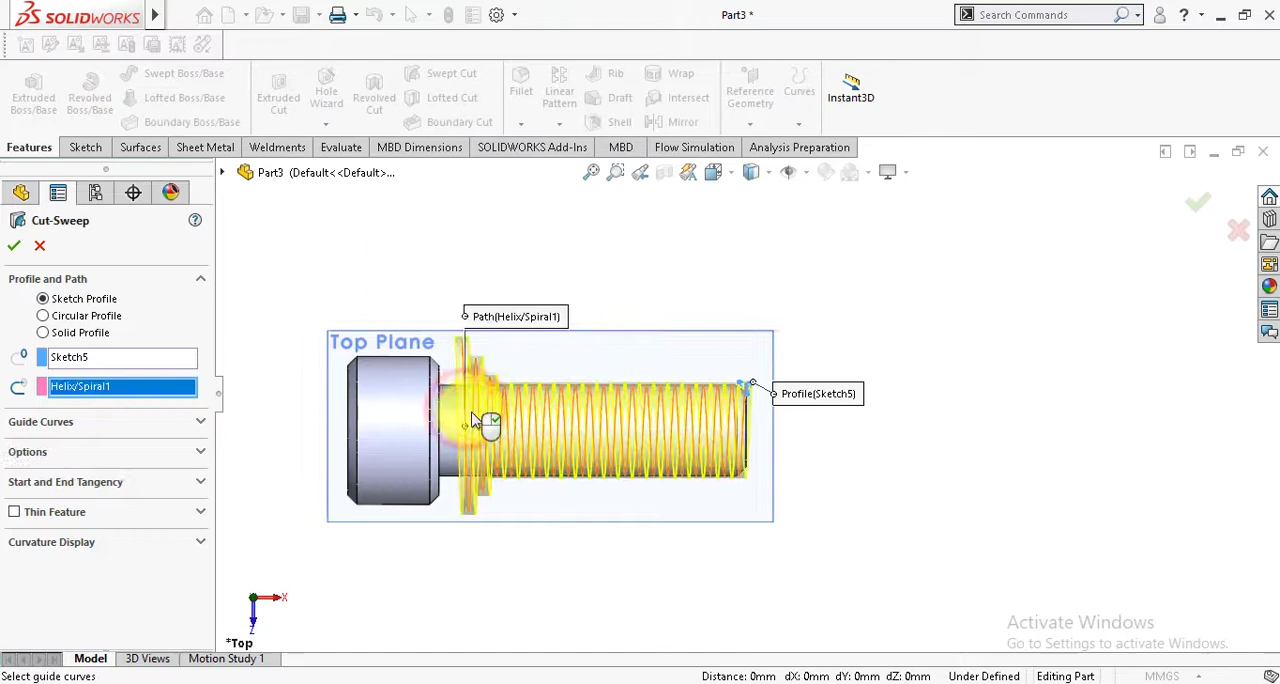 SOLIDWORKS
Part3 *
Search Commands
Extruded Boss/Base
Revolved Boss/Base
Swept Boss/Base
Lofted Boss/Base
Boundary Boss/Base
Extruded Cut
Hole Wizard
Revolved Cut
Swept Cut
Lofted Cut
Boundary Cut
Fillet
Linear Pattern
Rib
Draft
Shell
Wrap
Intersect
Mirror
Reference Geometry
Curves
Instant3D
Features
Sketch
Surfaces
Sheet Metal
Weldments
Evaluate
MBD Dimensions
SOLIDWORKS Add-Ins
MBD
Flow Simulation
Analysis Preparation
Part3 (Default<<Default>...
Cut-Sweep
?
Profile and Path
Sketch Profile
Circular Profile
Solid Profile
Sketch5
Helix/Spiral1
Guide Curves
Options
Start and End Tangency
Thin Feature
Curvature Display
Path(Helix/Spiral1)
Top Plane
Profile(Sketch5)
X
Z
*Top
Activate Windows
Go to Settings to activate Windows.
Model
3D Views
Motion Study 1
Select guide curves
Distance: 0mm dX: 0mm dY: 0mm dZ: 0mm
Under Defined
Editing Part
MMGS